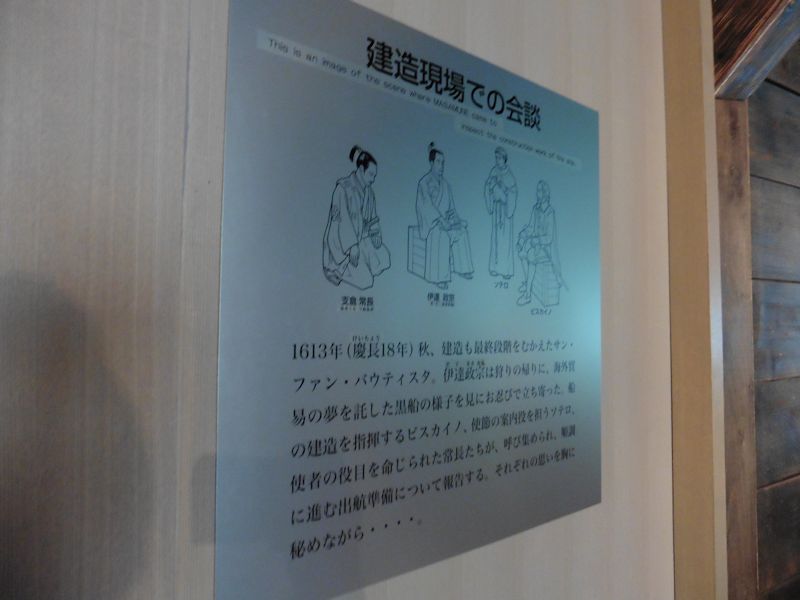 建造現場での会談
This is an image of the scene where MASAMUNE came to
inspect the construction work of the ship.
支倉 常長
伊達 政宗
ソテロ
ビスカイノ
1613年(慶長18年)秋、建造も最終段階をむかえたサン・
ファン・バウティスタ。伊達政宗は狩りの帰りに、海外貿
易の夢を託した黒船の様子を見にお忍びで立ち寄った。船
の建造を指揮するビスカイノ、使節の案内役を担うソテロ、
使者の役目を命じられた常長たちが、呼び集められ、順調
に進む出航準備について報告する。それぞれの思いを胸に
秘めながら・・・・。